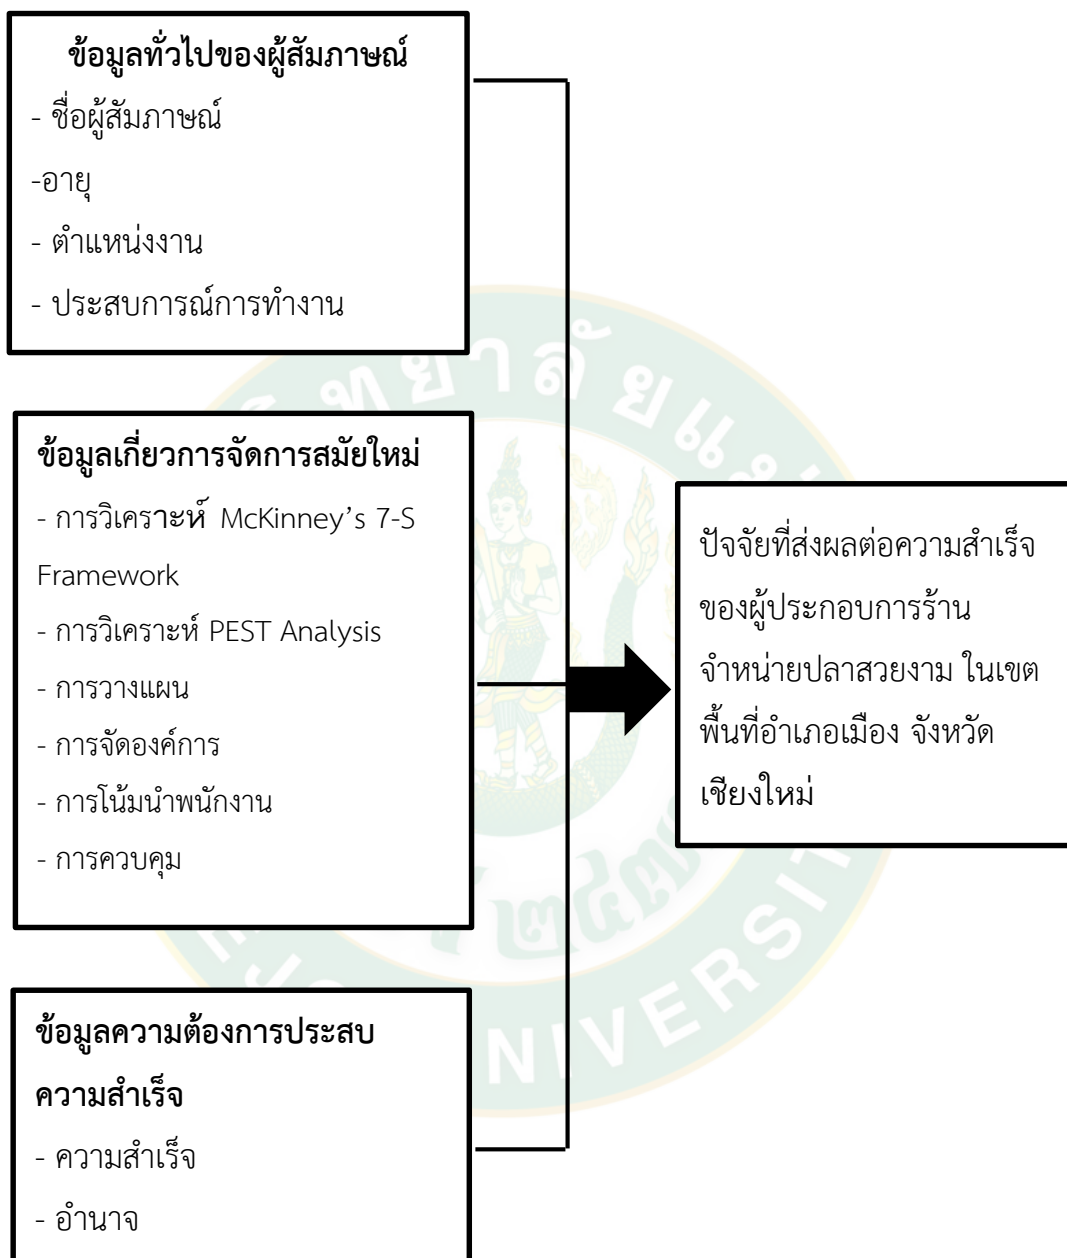 ข้อมูลทั่วไปของผู้สัมภาษณ์
- ชื่อผู้สัมภาษณ์
-อายุ
- ตำแหน่งงาน
- ประสบการณ์การทำงาน
ข้อมูลเกี่ยวการจัดการสมัยใหม่
- การวิเคราะห์ McKinney’s 7-S
Framework
- การวิเคราะห์ PEST Analysis
- การวางแผน
- การจัดองค์การ
- การโน้มนำพนักงาน
- การควบคุม
ข้อมูลความต้องการประสบ
ความสำเร็จ
- ความสำเร็จ
- อำนาจ
ปัจจัยที่ส่งผลต่อความสำเร็จ
ของผู้ประกอบการร้าน
จำหน่ายปลาสวยงาม ในเขต
พื้นที่อำเภอเมือง จังหวัด
เชียงใหม่